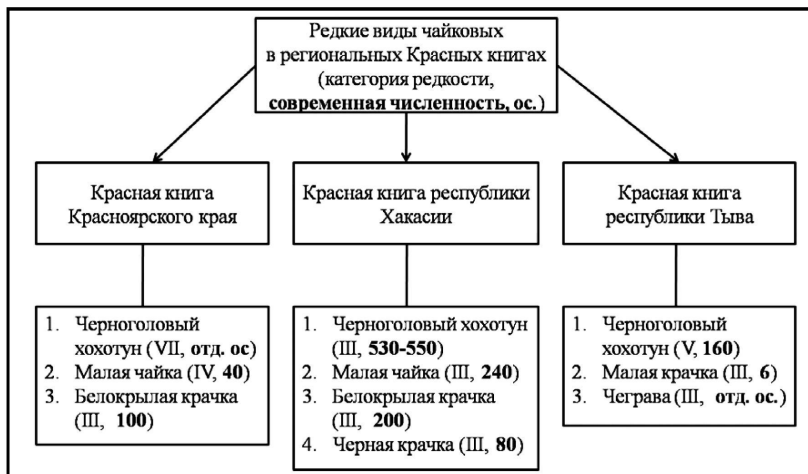 Редкие виды чайковых
в региональных Красных книгах
(категория редкости,
современная численность, ос.)
Красная книга
Красноярского края
Красная книга республики
Хакасии
Красная книга
республики Тыва
1. Черноголовый
хохотун (VII, отд. ос)
2. Малая чайка (IV, 40)
3. Белокрылая крачка
(III, 100)
1. Черноголовый хохотун
(III, 530-550)
2. Малая чайка (III, 240)
3. Белокрылая крачка
(III, 200)
4. Черная крачка (III, 80)
1. Черноголовый
хохотун (V, 160)
2. Малая крачка (III, 6)
3. Чеграва (III, отд. ос.)